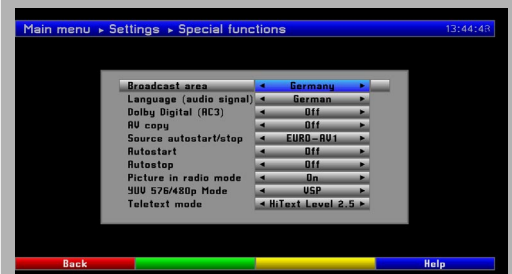 Main menu ▸ Settings ▸ Special functions 13:44:48
Broadcast area ◂ Germany ▸
Language (audio signal) ◂ German ▸
Dolby Digital (AC3) ◂ Off ▸
AV copy ◂ Off ▸
Source autostart/stop ◂ EURO-AV1 ▸
Autostart ◂ Off ▸
Autostop ◂ Off ▸
Picture in radio mode ◂ On ▸
YUV 576/480p Mode ◂ VSP ▸
Teletext mode ◂ HiText Level 2.5 ▸
Back Help